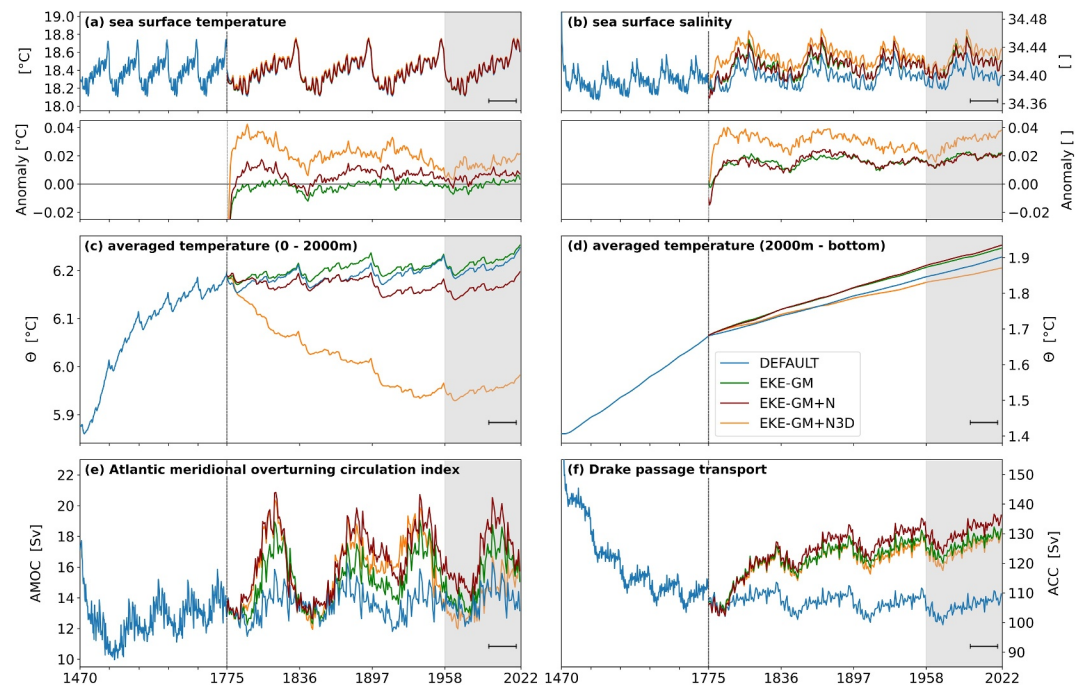 (a) sea surface temperature
19.0
18.8
18.6
18.4
18.2
18.0
[°C]
(b) sea surface salinity
34.48
34.44
34.40
34.36
[ ]
0.04
0.02
0.00
−0.02
Anomaly [°C]
0.04
0.02
0.00
−0.02
Anomaly [ ]
(c) averaged temperature (0 - 2000m)
6.2
6.1
6.0
5.9
Θ [°C]
(d) averaged temperature (2000m - bottom)
1.9
1.8
1.7
1.6
1.5
1.4
Θ [°C]
DEFAULT
EKE-GM
EKE-GM+N
EKE-GM+N3D
(e) Atlantic meridional overturning circulation index
22
20
18
16
14
12
10
AMOC [Sv]
1470 1775 1836 1897 1958 2022
(f) Drake passage transport
150
140
130
120
110
100
90
ACC [Sv]
1470 1775 1836 1897 1958 2022